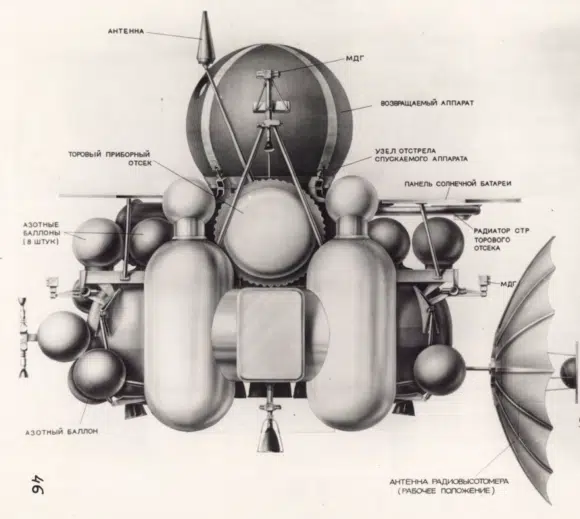 АНТЕННА
МДГ
ВОЗВРАЩАЕМЫЙ АППАРАТ
ТОРОВЫЙ ПРИБОРНЫЙ
ОТСЕК
УЗЕЛ ОТСТРЕЛА
СПУСКАЕМОГО АППАРАТА
ПАНЕЛЬ СОЛНЕЧНОЙ БАТАРЕИ
АЗОТНЫЕ
БАЛЛОНЫ
(8 ШТУК)
РАДИАТОР СТР
ТОРОВОГО
ОТСЕКА
МДГ
АЗОТНЫЙ БАЛЛОН
АНТЕННА РАДИОВЫСОТОМЕРА
(РАБОЧЕЕ ПОЛОЖЕНИЕ)
46